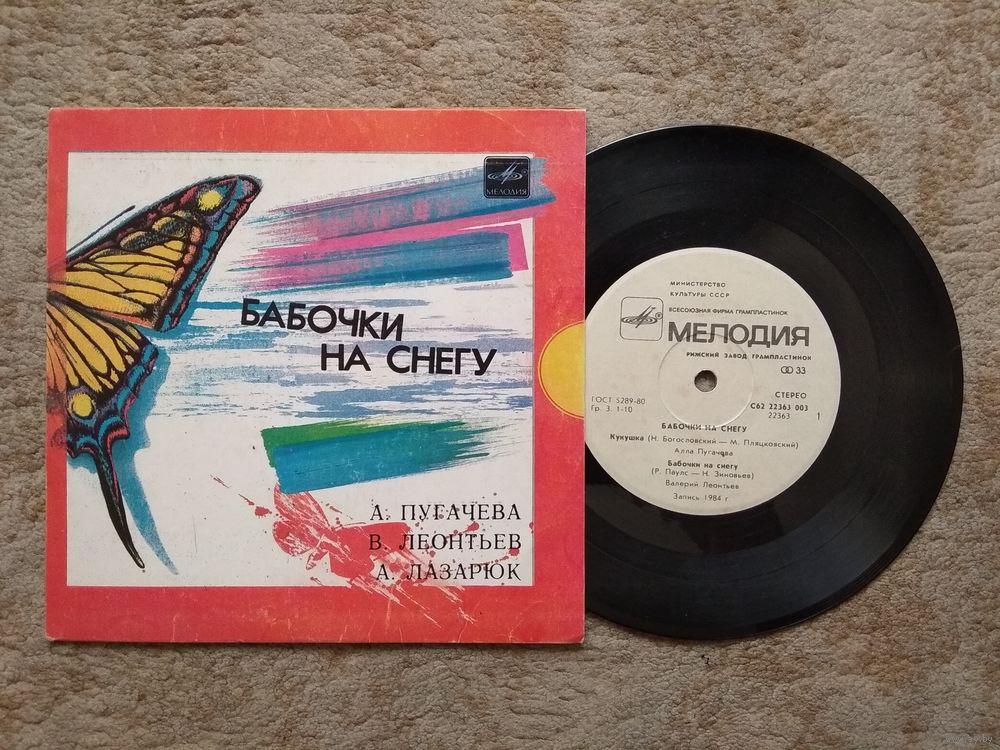 МЕЛОДИЯ
БАБОЧКИ
НА СНЕГУ
А. ПУГАЧЕВА
В. ЛЕОНТЬЕВ
А. ЛАЗАРЮК
МИНИСТЕРСТВО
КУЛЬТУРЫ СССР
ВСЕСОЮЗНАЯ ФИРМА ГРАМПЛАСТИНОК
МЕЛОДИЯ
РИЖСКИЙ ЗАВОД ГРАМПЛАСТИНОК
33
ГОСТ 5289-80
Гр. 3. 1-10
СТЕРЕО
С62 22363 003
22363 1
БАБОЧКИ НА СНЕГУ
Кукушка (Н. Богословский — М. Пляцковский)
Алла Пугачева
Бабочки на снегу
(Р. Паулс — Н. Зиновьев)
Валерий Леонтьев
Запись 1984 г